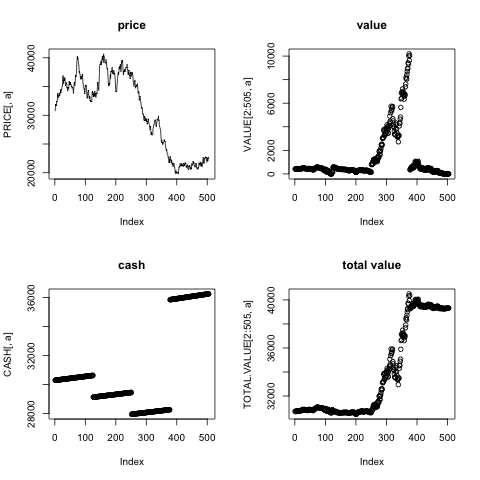 price
PRICE[, a]
20000 30000 40000
0 100 200 300 400 500
Index
value
VALUE[2:505, a]
0 2000 6000 10000
0 100 200 300 400 500
Index
cash
CASH[, a]
28000 32000 36000
0 100 200 300 400 500
Index
total value
TOTAL.VALUE[2:505, a]
32000 36000 40000
0 100 200 300 400 500
Index